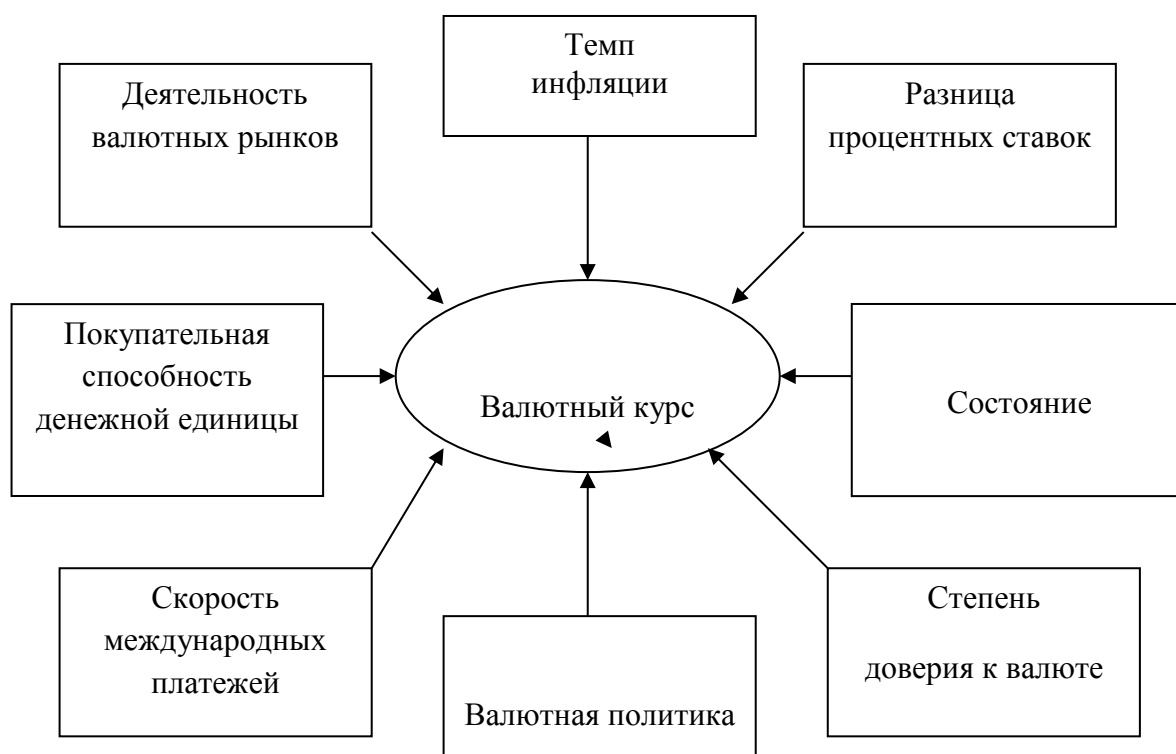 Темп
инфляции
Деятельность
валютных рынков
Разница
процентных ставок
Покупательная
способность
денежной единицы
Валютный курс
Состояние
Скорость
международных
платежей
Валютная политика
Степень
доверия к валюте